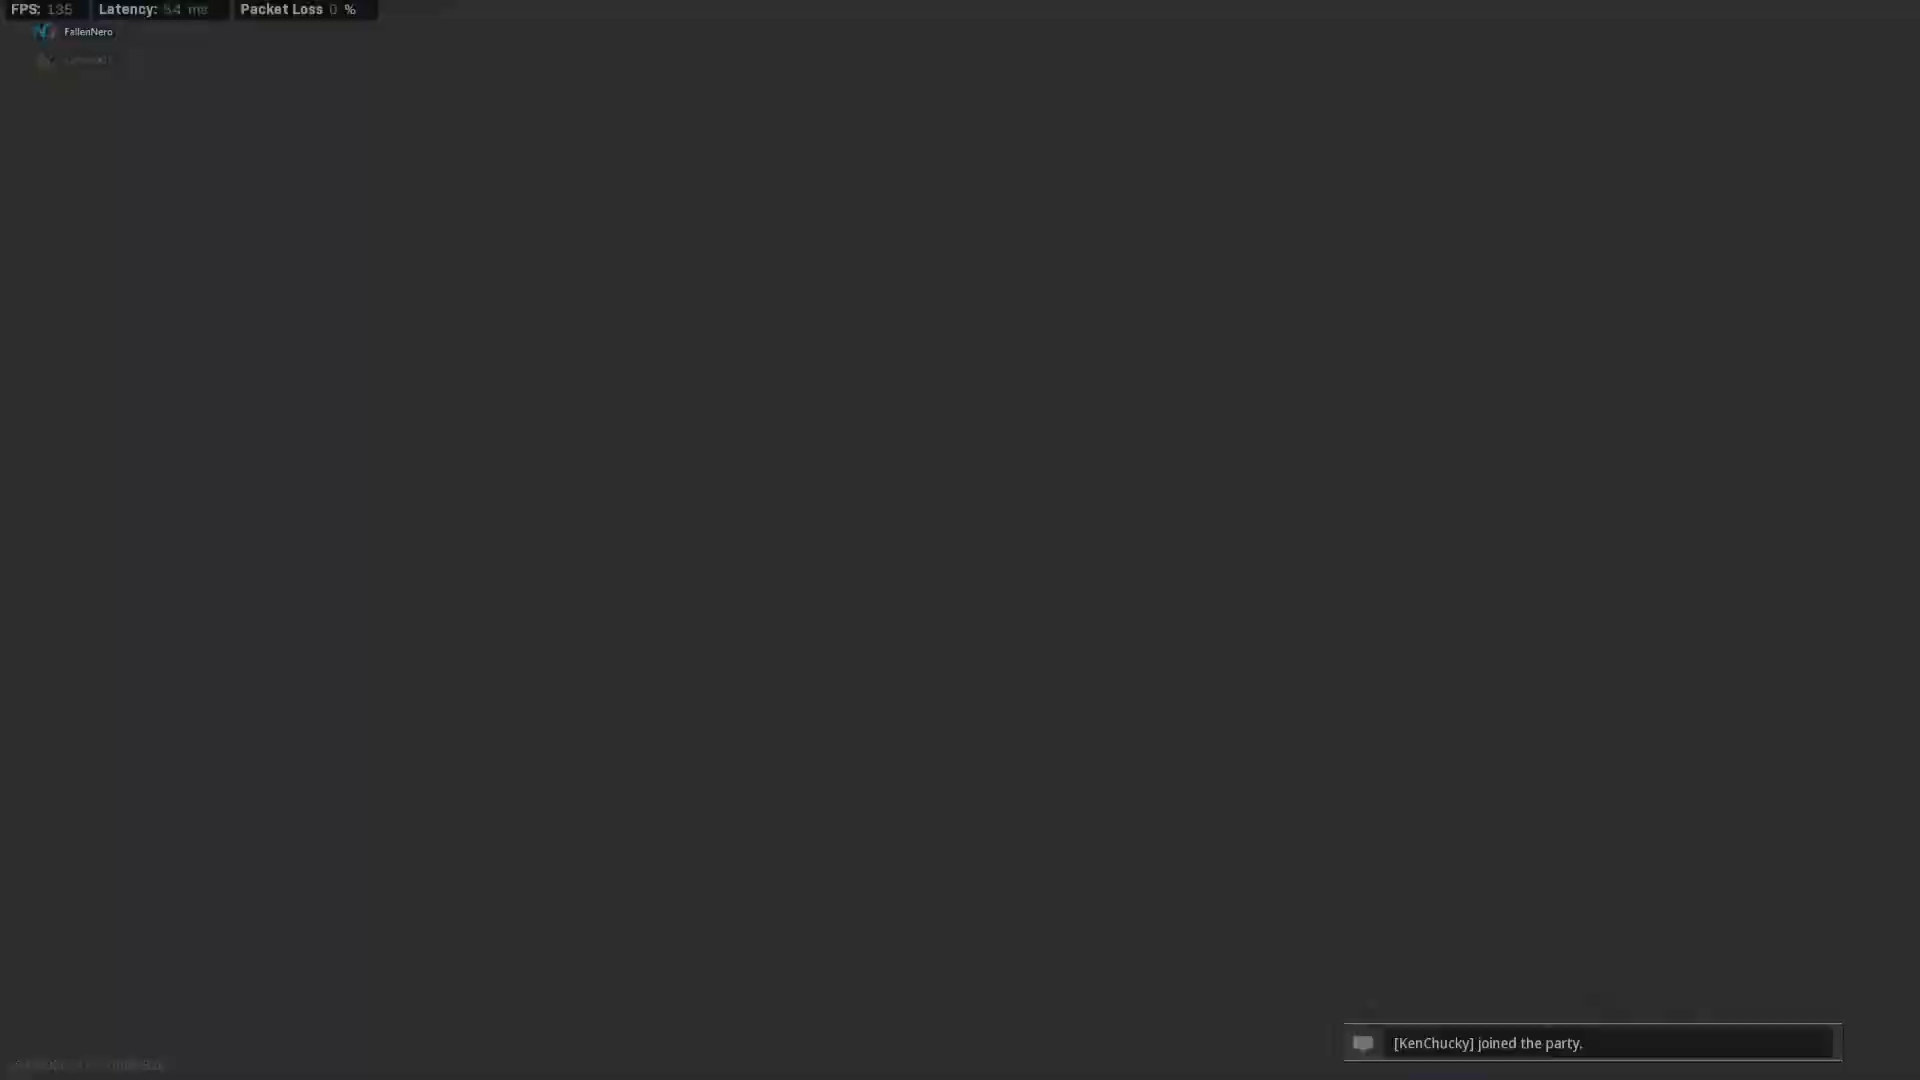 FPS: 135 Latency: 54 ms Packet Loss 0 %
FallenNero
[KenChucky] joined the party.